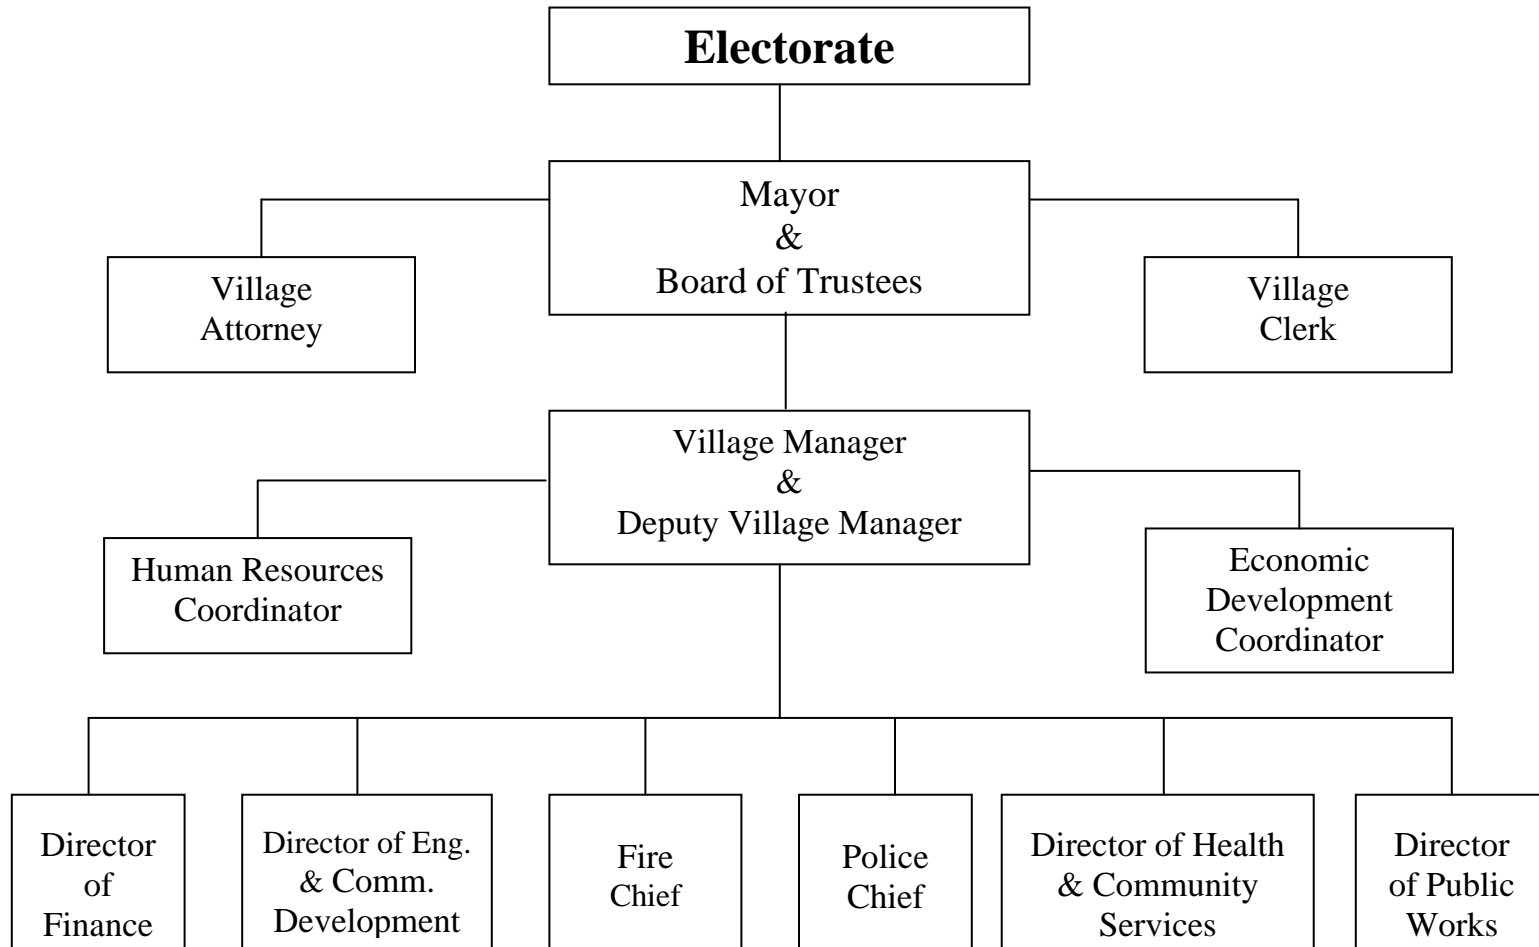 Electorate
Mayor
&
Board of Trustees
Village
Attorney
Village
Clerk
Village Manager
&
Deputy Village Manager
Human Resources
Coordinator
Economic
Development
Coordinator
Director
of
Finance
Director of Eng.
& Comm.
Development
Fire
Chief
Police
Chief
Director of Health
& Community
Services
Director
of Public
Works